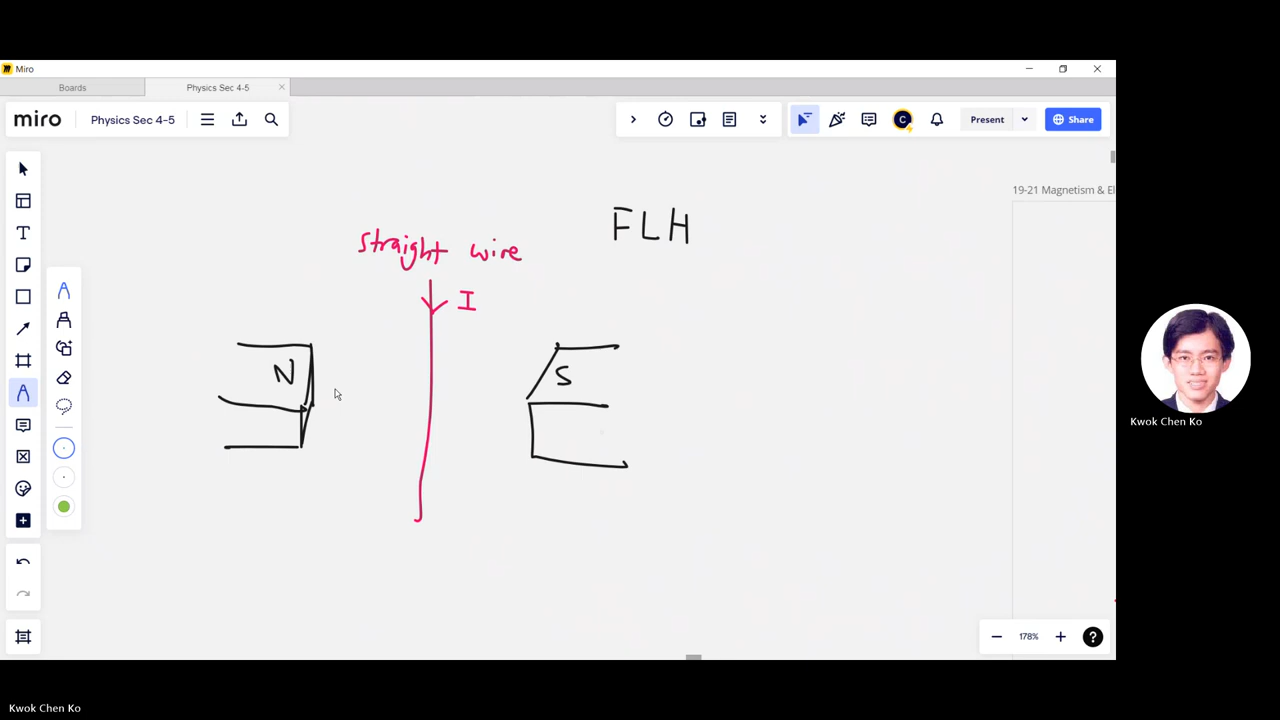 Miro
Boards
Physics Sec 4-5
miro
Physics Sec 4-5
C
Present
Share
19-21 Magnetism & El
FLH
straight wire
I
N
S
T
178%
?
Kwok Chen Ko
Kwok Chen Ko